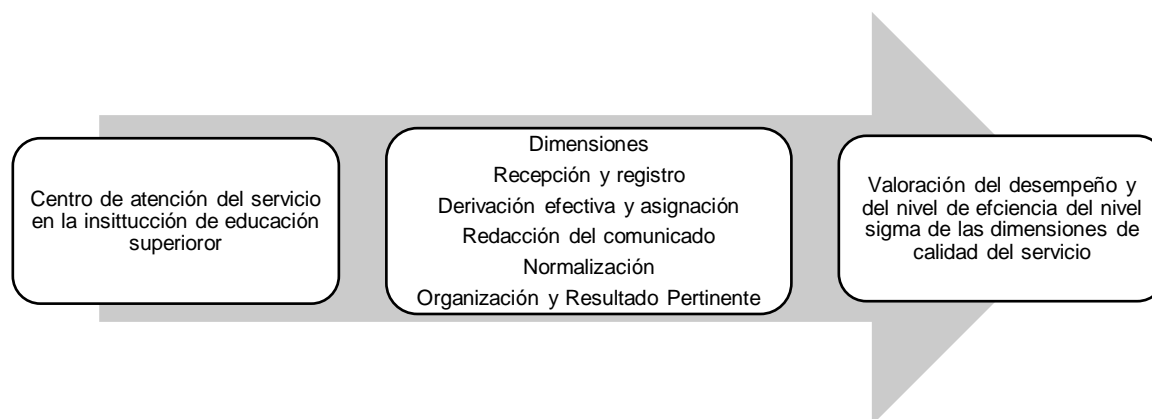 Centro de atención del servicio
en la insittucción de educación
superioror
Dimensiones
Recepción y registro
Derivación efectiva y asignación
Redacción del comunicado
Normalización
Organización y Resultado Pertinente
Valoración del desempeño y
del nivel de efciencia del nivel
sigma de las dimensiones de
calidad del servicio